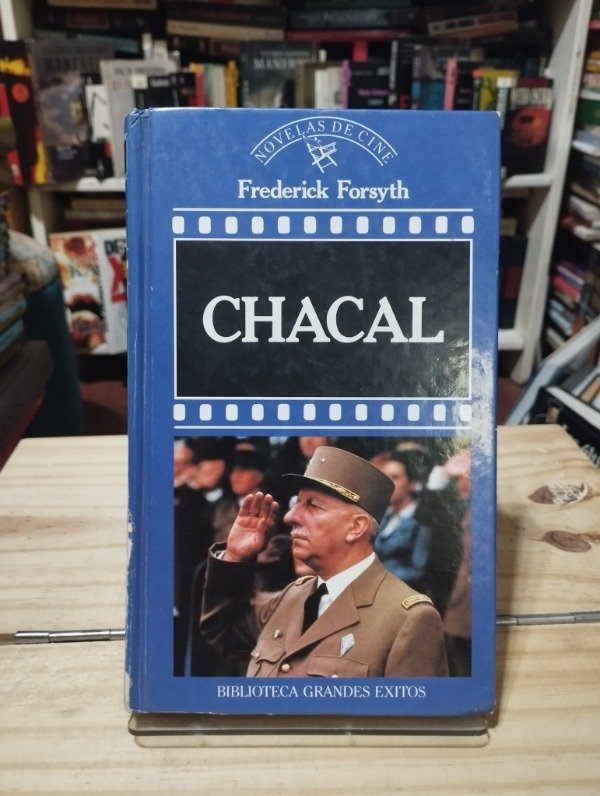 NOVELAS DE CINE
Frederick Forsyth
CHACAL
BIBLIOTECA GRANDES EXITOS